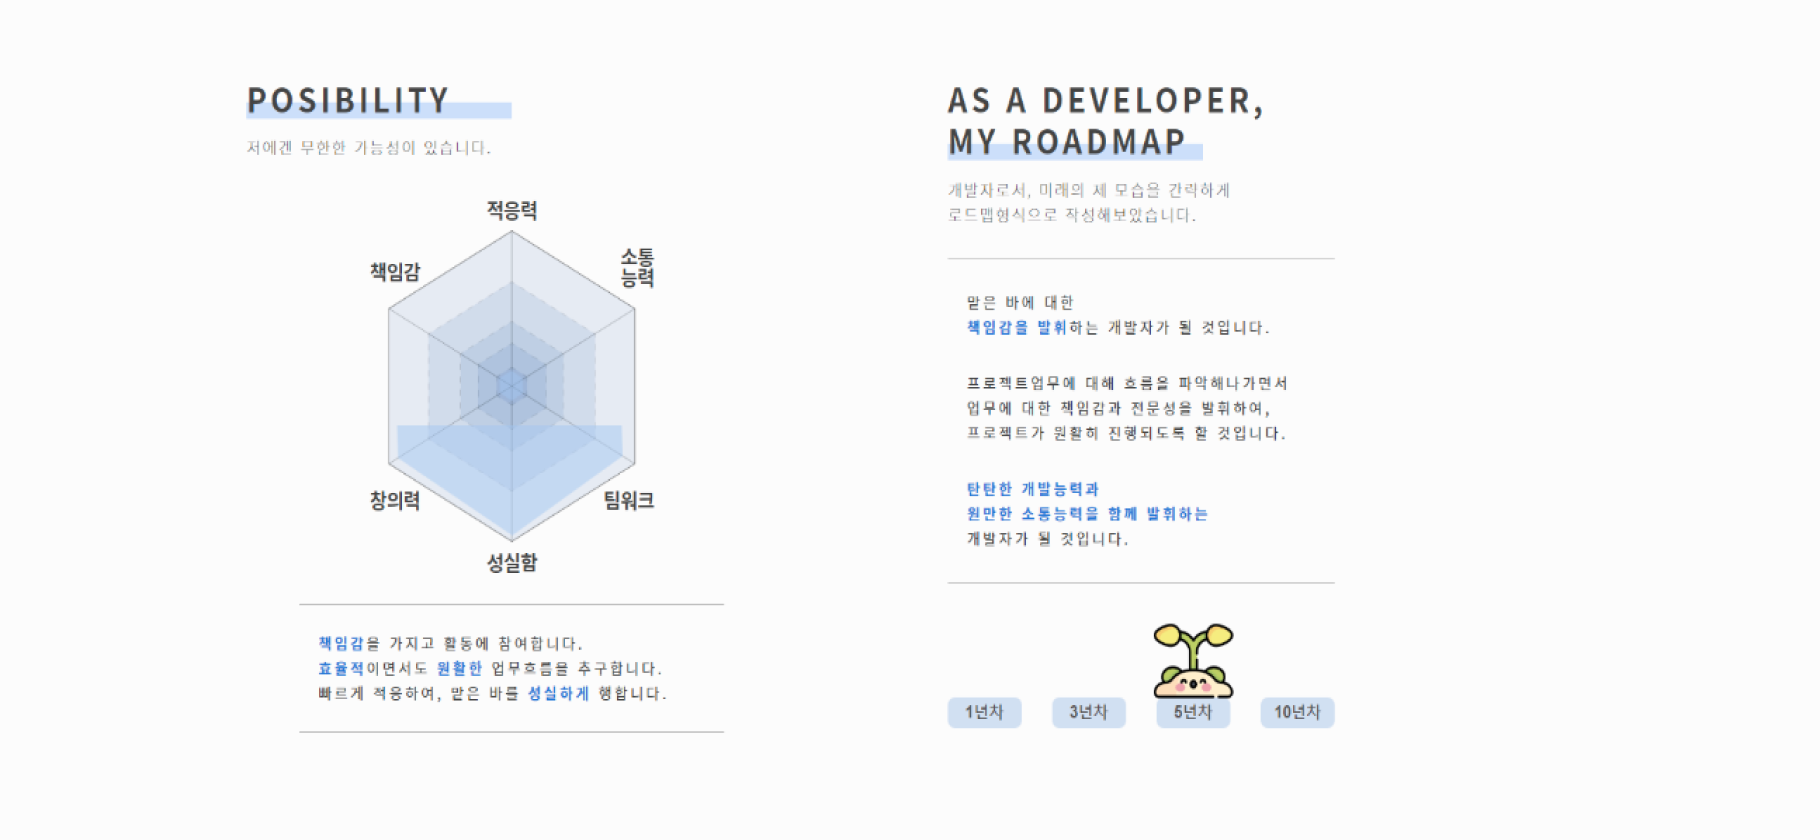 POSIBILITY
저에겐 무한한 가능성이 있습니다.
적응력
책임감
소통
능력
창의력
팀워크
성실함
책임감을 가지고 활동에 참여합니다.
효율적이면서도 원활한 업무흐름을 추구합니다.
빠르게 적응하여, 맡은 바를 성실하게 행합니다.
AS A DEVELOPER,
MY ROADMAP
개발자로서, 미래의 제 모습을 간략하게
로드맵형식으로 작성해보았습니다.
맡은 바에 대한
책임감을 발휘하는 개발자가 될 것입니다.
프로젝트업무에 대해 흐름을 파악해나가면서
업무에 대한 책임감과 전문성을 발휘하여,
프로젝트가 원활히 진행되도록 할 것입니다.
탄탄한 개발능력과
원만한 소통능력을 함께 발휘하는
개발자가 될 것입니다.
1년차
3년차
5년차
10년차